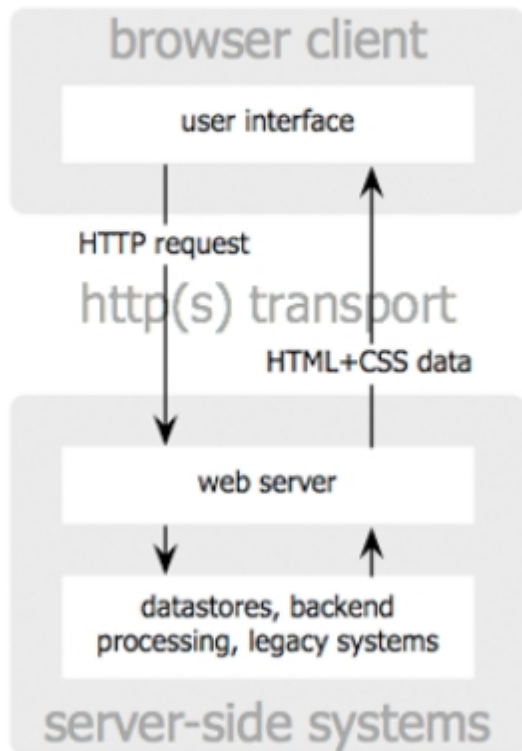 browser client
user interface
HTTP request
http(s) transport
HTML+CSS data
web server
datastores, backend
processing, legacy systems
server-side systems